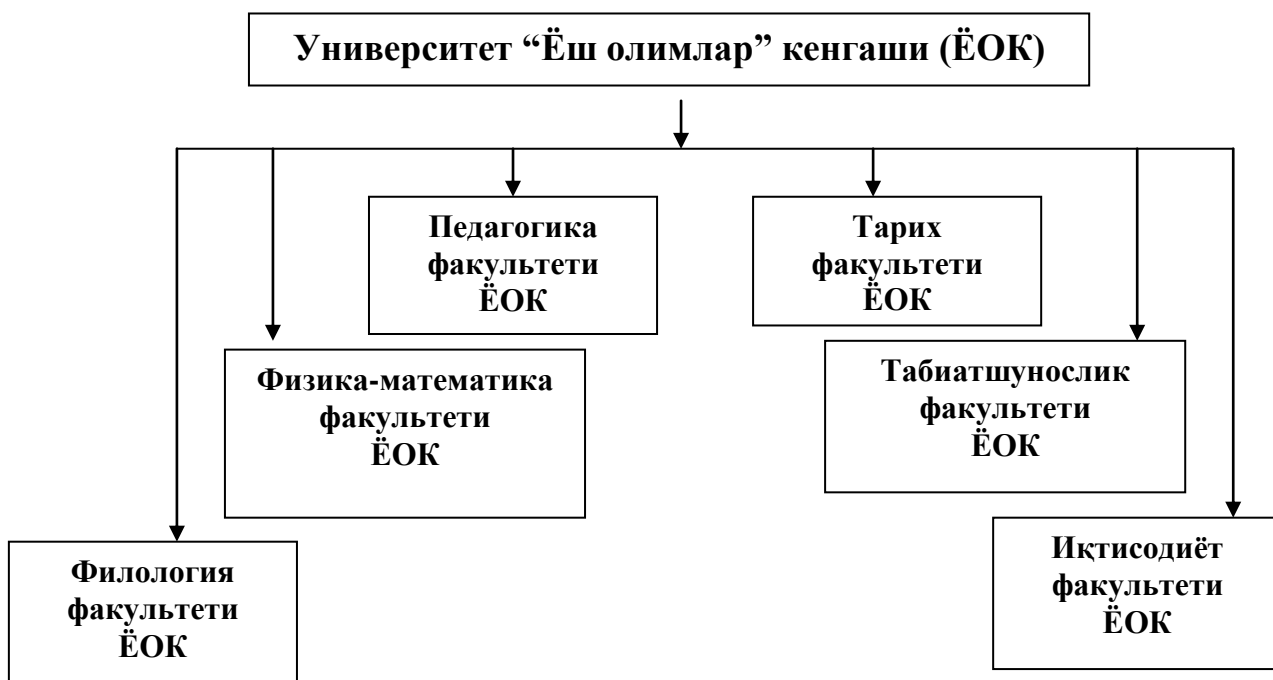 Университет “Ёш олимлар” кенгаши (ЁОК)
Педагогика
факультети
ЁОК
Тарих
факультети
ЁОК
Физика-математика
факультети
ЁОК
Табиатшунослик
факультети
ЁОК
Филология
факультети
ЁОК
Иқтисодиёт
факультети
ЁОК